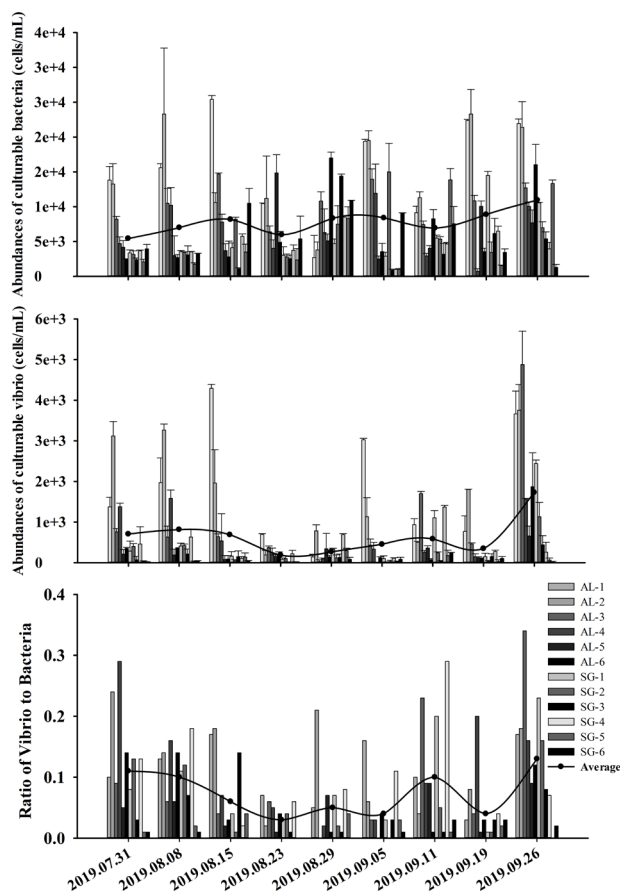 Abundances of culturable bacteria (cells/mL)
4e+4
3e+4
3e+4
2e+4
2e+4
1e+4
5e+3
0
Abundances of culturable vibrio (cells/mL)
6e+3
5e+3
4e+3
3e+3
2e+3
1e+3
0
Ratio of Vibrio to Bacteria
0.4
0.3
0.2
0.1
0.0
AL-1
AL-2
AL-3
AL-4
AL-5
AL-6
SG-1
SG-2
SG-3
SG-4
SG-5
SG-6
Average
2019.07.31
2019.08.08
2019.08.15
2019.08.23
2019.08.29
2019.09.05
2019.09.11
2019.09.19
2019.09.26